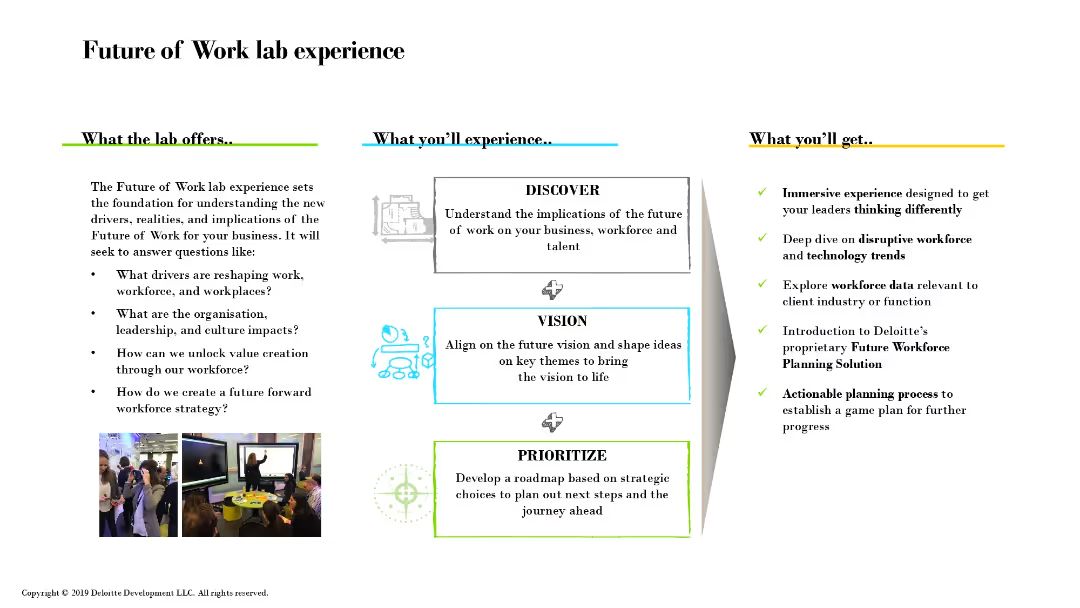 Future of Work lab experience
What the lab offers..
The Future of Work lab experience sets
the foundation for understanding the new
drivers, realities, and implications of the
Future of Work for your business. It will
seek to answer questions like:
• What drivers are reshaping work,
workforce, and workplaces?
• What are the organisation,
leadership, and culture impacts?
• How can we unlock value creation
through our workforce?
• How do we create a future forward
workforce strategy?
What you'll experience..
DISCOVER
Understand the implications of the future
of work on your business, workforce and
talent
VISION
Align on the future vision and shape ideas
on key themes to bring
the vision to life
PRIORITIZE
Develop a roadmap based on strategic
choices to plan out next steps and the
journey ahead
What you'll get..
✓ Immersive experience designed to get
your leaders thinking differently
✓ Deep dive on disruptive workforce
and technology trends
✓ Explore workforce data relevant to
client industry or function
✓ Introduction to Deloitte's
proprietary Future Workforce
Planning Solution
✓ Actionable planning process to
establish a game plan for further
progress
Copyright © 2019 Deloitte Development LLC. All rights reserved.